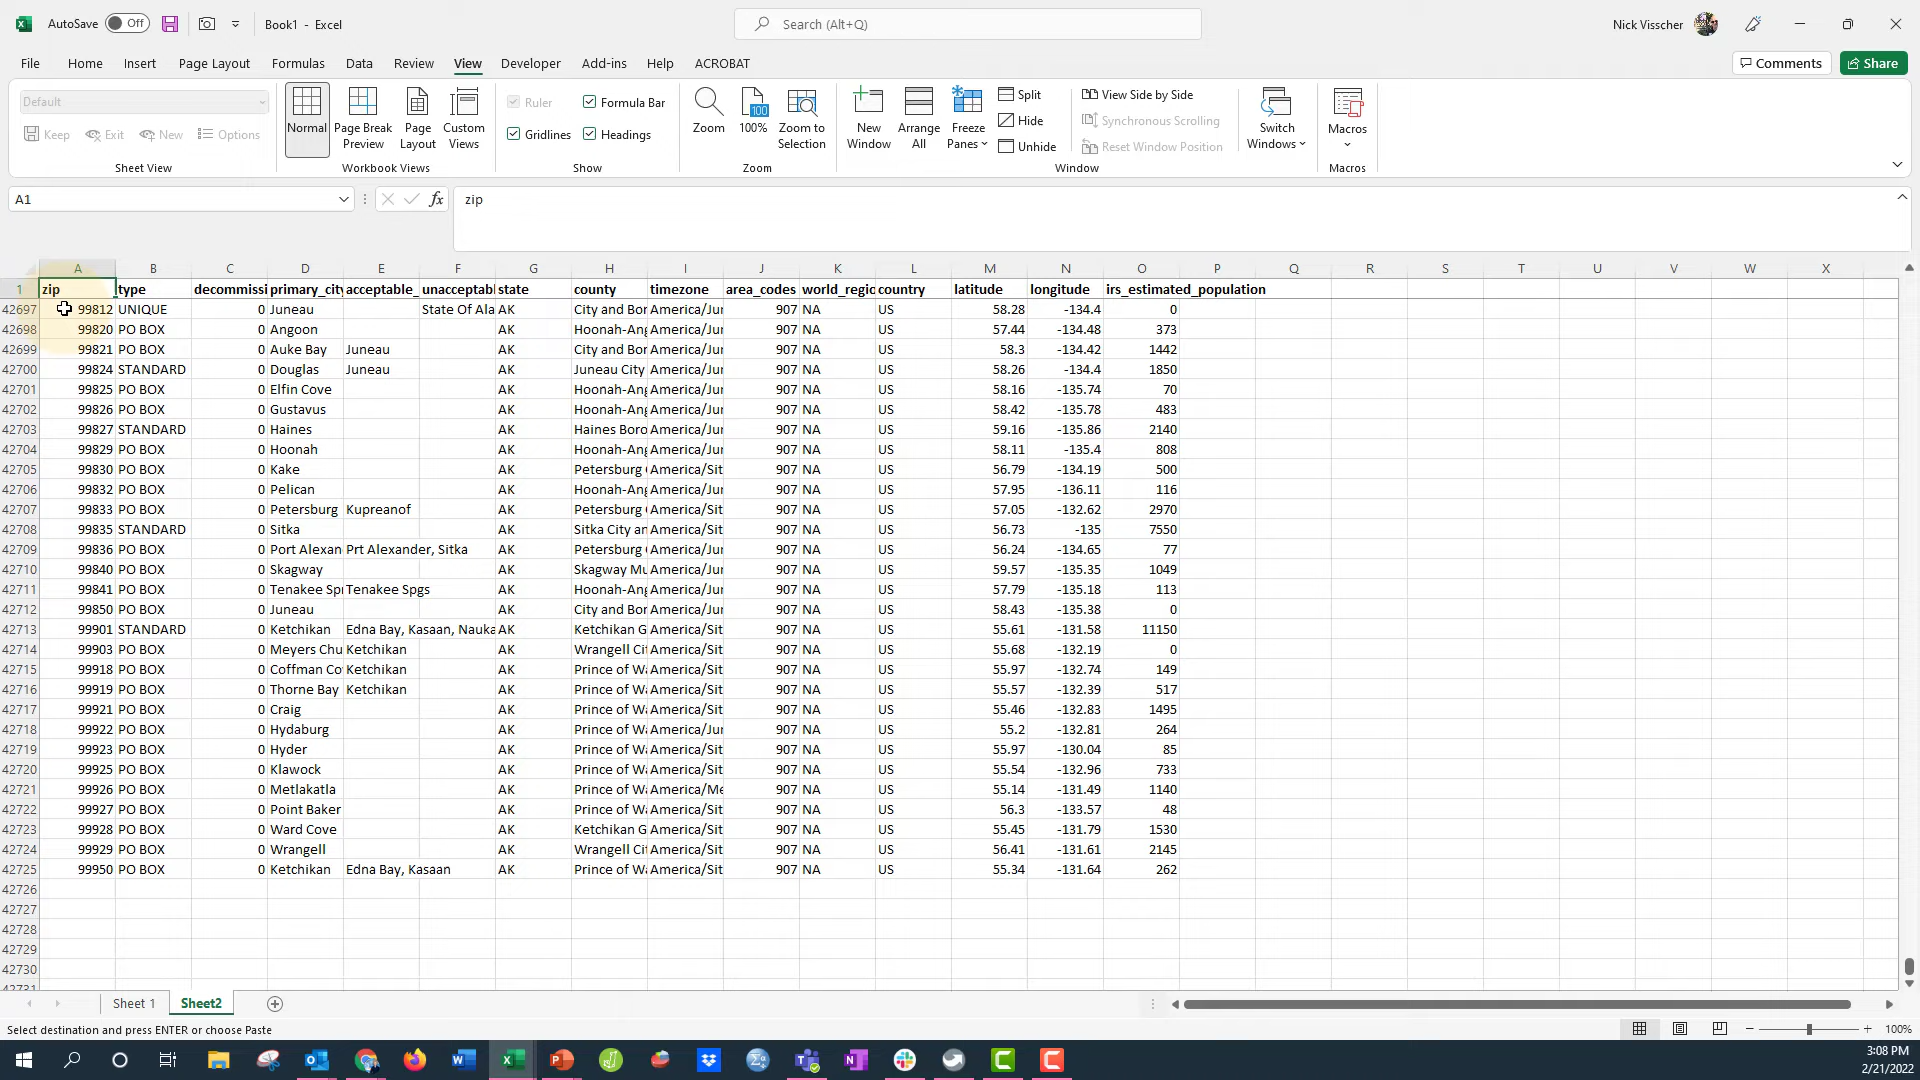 AutoSave Off Book1 - Excel Search (Alt+Q) Nick Visscher
File Home Insert Page Layout Formulas Data Review View Developer Add-ins Help ACROBAT Comments Share
Default
Keep Exit New Options
Sheet View
Normal Page Break Preview Page Layout Custom Views
Workbook Views
Ruler Formula Bar
Gridlines Headings
Show
Zoom 100% Zoom to Selection
Zoom
New Window Arrange All Freeze Panes
Split View Side by Side
Hide Synchronous Scrolling
Unhide Reset Window Position
Switch Windows
Window
Macros
Macros
A1 fx zip
A B C D E F G H I J K L M N O P Q R S T U V W X
1 zip type decommissi primary_city acceptable_ unacceptabl state county timezone area_codes world_regio country latitude longitude irs_estimated_population
42697 99812 UNIQUE 0 Juneau State Of Ala AK City and Bor America/Jur 907 NA US 58.28 -134.4 0
42698 99820 PO BOX 0 Angoon AK Hoonah-Ang America/Jur 907 NA US 57.44 -134.48 373
42699 99821 PO BOX 0 Auke Bay Juneau AK City and Bor America/Jur 907 NA US 58.3 -134.42 1442
42700 99824 STANDARD 0 Douglas Juneau AK Juneau City America/Jur 907 NA US 58.26 -134.4 1850
42701 99825 PO BOX 0 Elfin Cove AK Hoonah-Ang America/Jur 907 NA US 58.16 -135.74 70
42702 99826 PO BOX 0 Gustavus AK Hoonah-Ang America/Jur 907 NA US 58.42 -135.78 483
42703 99827 STANDARD 0 Haines AK Haines Boro America/Jur 907 NA US 59.16 -135.86 2140
42704 99829 PO BOX 0 Hoonah AK Hoonah-Ang America/Jur 907 NA US 58.11 -135.4 808
42705 99830 PO BOX 0 Kake AK Petersburg America/Sit 907 NA US 56.79 -134.19 500
42706 99832 PO BOX 0 Pelican AK Hoonah-Ang America/Jur 907 NA US 57.95 -136.11 116
42707 99833 PO BOX 0 Petersburg Kupreanof AK Petersburg America/Sit 907 NA US 57.05 -132.62 2970
42708 99835 STANDARD 0 Sitka AK Sitka City an America/Sit 907 NA US 56.73 -135 7550
42709 99836 PO BOX 0 Port Alexan Prt Alexander, Sitka AK Petersburg America/Jur 907 NA US 56.24 -134.65 77
42710 99840 PO BOX 0 Skagway AK Skagway Mu America/Jur 907 NA US 59.57 -135.35 1049
42711 99841 PO BOX 0 Tenakee Spr Tenakee Spgs AK Hoonah-Ang America/Jur 907 NA US 57.79 -135.18 113
42712 99850 PO BOX 0 Juneau AK City and Bor America/Jur 907 NA US 58.43 -135.38 0
42713 99901 STANDARD 0 Ketchikan Edna Bay, Kasaan, Nauka AK Ketchikan G America/Sit 907 NA US 55.61 -131.58 11150
42714 99903 PO BOX 0 Meyers Chu Ketchikan AK Wrangell Cit America/Sit 907 NA US 55.68 -132.19 0
42715 99918 PO BOX 0 Coffman Co Ketchikan AK Prince of Wa America/Sit 907 NA US 55.97 -132.74 149
42716 99919 PO BOX 0 Thorne Bay Ketchikan AK Prince of Wa America/Sit 907 NA US 55.57 -132.39 517
42717 99921 PO BOX 0 Craig AK Prince of Wa America/Sit 907 NA US 55.46 -132.83 1495
42718 99922 PO BOX 0 Hydaburg AK Prince of Wa America/Jur 907 NA US 55.2 -132.81 264
42719 99923 PO BOX 0 Hyder AK Prince of Wa America/Sit 907 NA US 55.97 -130.04 85
42720 99925 PO BOX 0 Klawock AK Prince of Wa America/Sit 907 NA US 55.54 -132.96 733
42721 99926 PO BOX 0 Metlakatla AK Prince of Wa America/Me 907 NA US 55.14 -131.49 1140
42722 99927 PO BOX 0 Point Baker AK Prince of Wa America/Sit 907 NA US 56.3 -133.57 48
42723 99928 PO BOX 0 Ward Cove AK Ketchikan G America/Sit 907 NA US 55.45 -131.79 1530
42724 99929 PO BOX 0 Wrangell AK Wrangell Cit America/Sit 907 NA US 56.41 -131.61 2145
42725 99950 PO BOX 0 Ketchikan Edna Bay, Kasaan AK Prince of Wa America/Sit 907 NA US 55.34 -131.64 262
42726
42727
42728
42729
42730
42731
Sheet 1 Sheet2
Select destination and press ENTER or choose Paste 100%
3:08 PM
2/21/2022